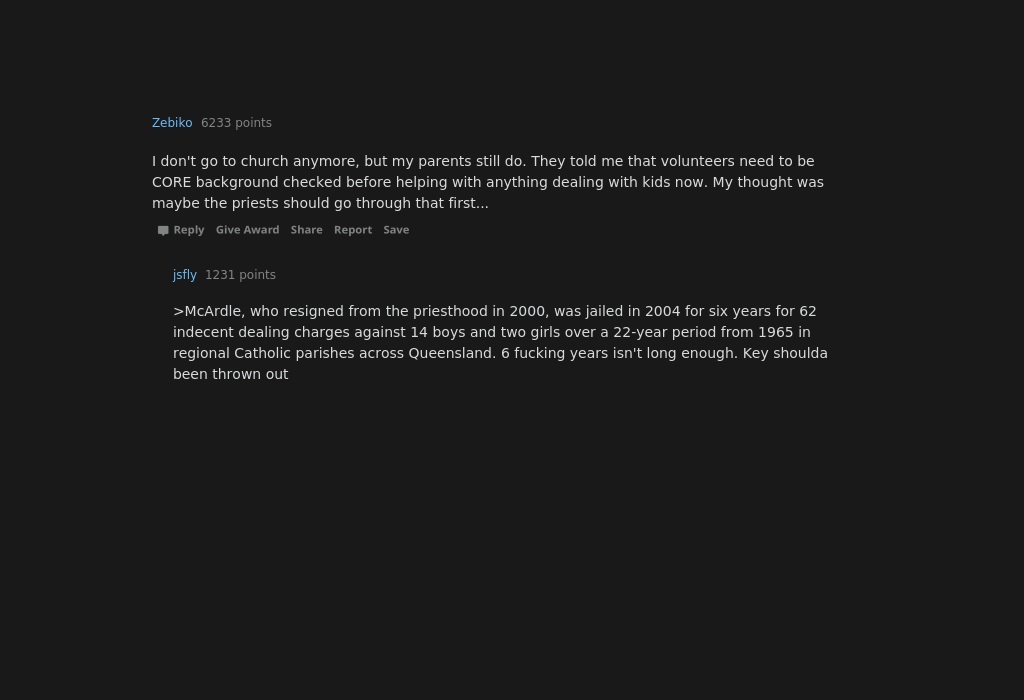 Zebiko 6233 points
I don't go to church anymore, but my parents still do. They told me that volunteers need to be
CORE background checked before helping with anything dealing with kids now. My thought was
maybe the priests should go through that first...
Reply Give Award Share Report Save
jsfly 1231 points
>McArdle, who resigned from the priesthood in 2000, was jailed in 2004 for six years for 62
indecent dealing charges against 14 boys and two girls over a 22-year period from 1965 in
regional Catholic parishes across Queensland. 6 fucking years isn't long enough. Key shoulda
been thrown out